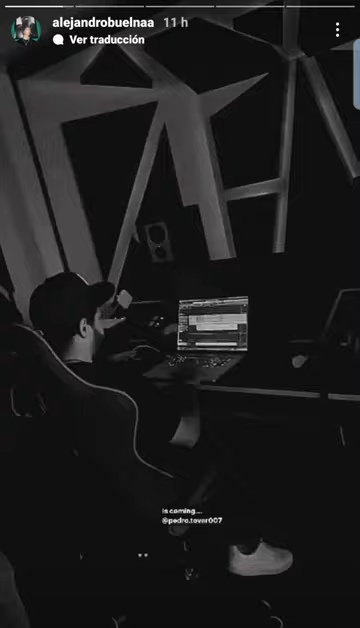 alejandrobuelnaa 11 h
Ver traducción
Is coming....
@pedro.tovar007